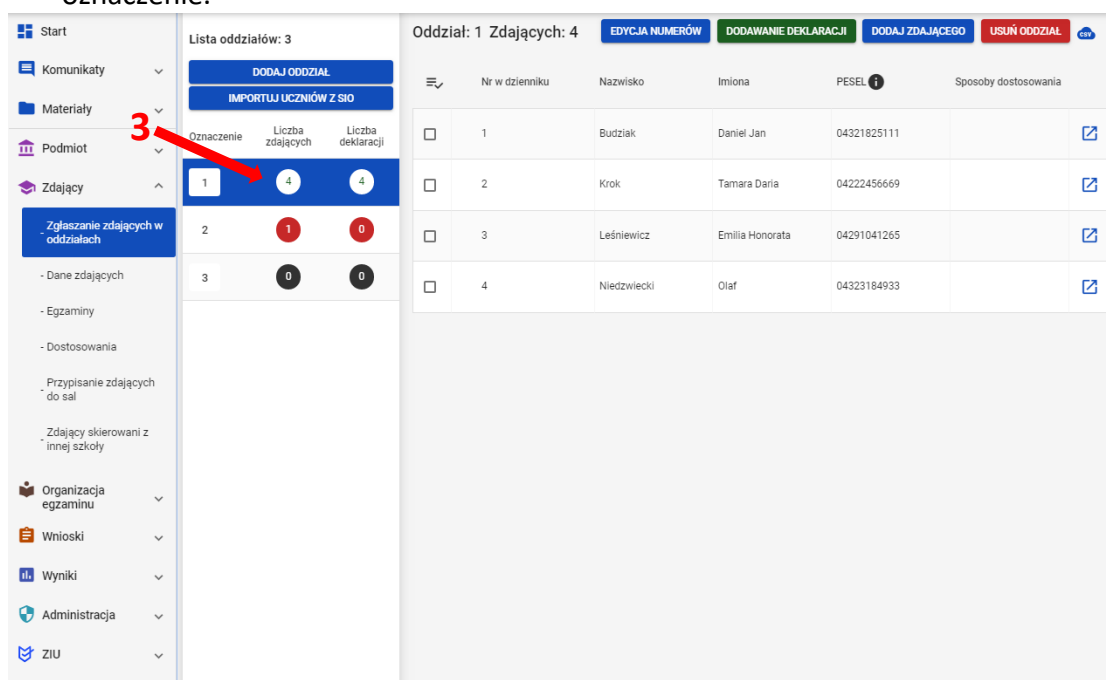 oznaczenie.
Start
Komunikaty
Materiały
Podmiot
Zdający
- Zgłaszanie zdających w
oddziałach
- Dane zdających
- Egzaminy
- Dostosowania
- Przypisanie zdających
do sal
- Zdający skierowani z
innej szkoły
Organizacja
egzaminu
Wnioski
Wyniki
Administracja
ZIU
Lista oddziałów: 3
DODAJ ODDZIAŁ
IMPORTUJ UCZNIÓW Z SIO
3
Oznaczenie Liczba zdających Liczba deklaracji
1 4 4
2 1 0
3 0 0
Oddział: 1 Zdających: 4 EDYCJA NUMERÓW DODAWANIE DEKLARACJI DODAJ ZDAJĄCEGO USUŃ ODDZIAŁ CSV
Nr w dzienniku Nazwisko Imiona PESEL i Sposoby dostosowania
1 Budziak Daniel Jan 04321825111
2 Krok Tamara Daria 04222456669
3 Leśniewicz Emilia Honorata 04291041265
4 Niedzwiecki Olaf 04323184933